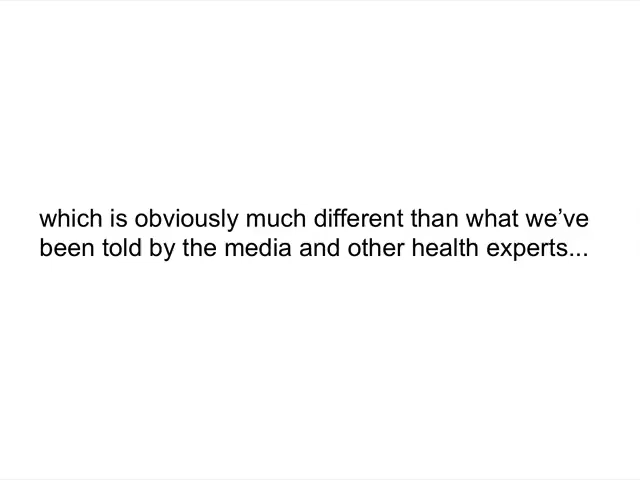 which is obviously much different than what we’ve
been told by the media and other health experts...